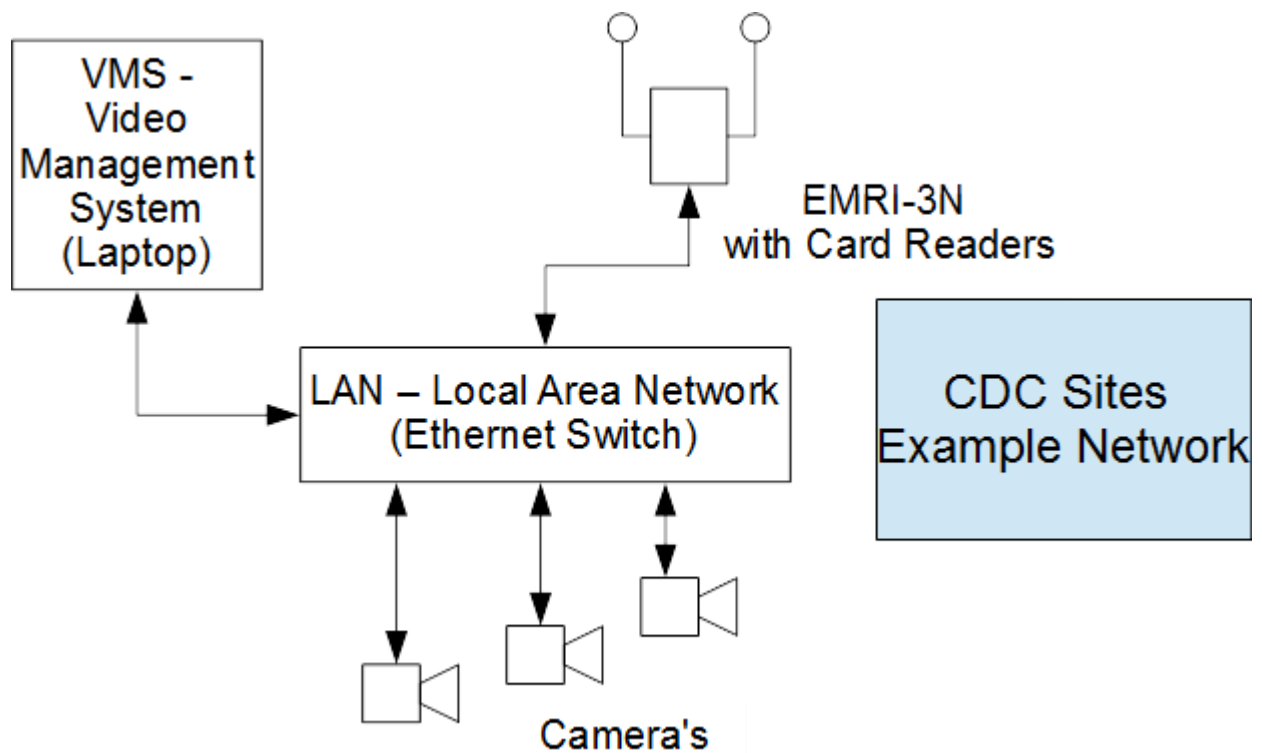 VMS -
Video
Management
System
(Laptop)
EMRI-3N
with Card Readers
LAN – Local Area Network
(Ethernet Switch)
CDC Sites
Example Network
Camera's